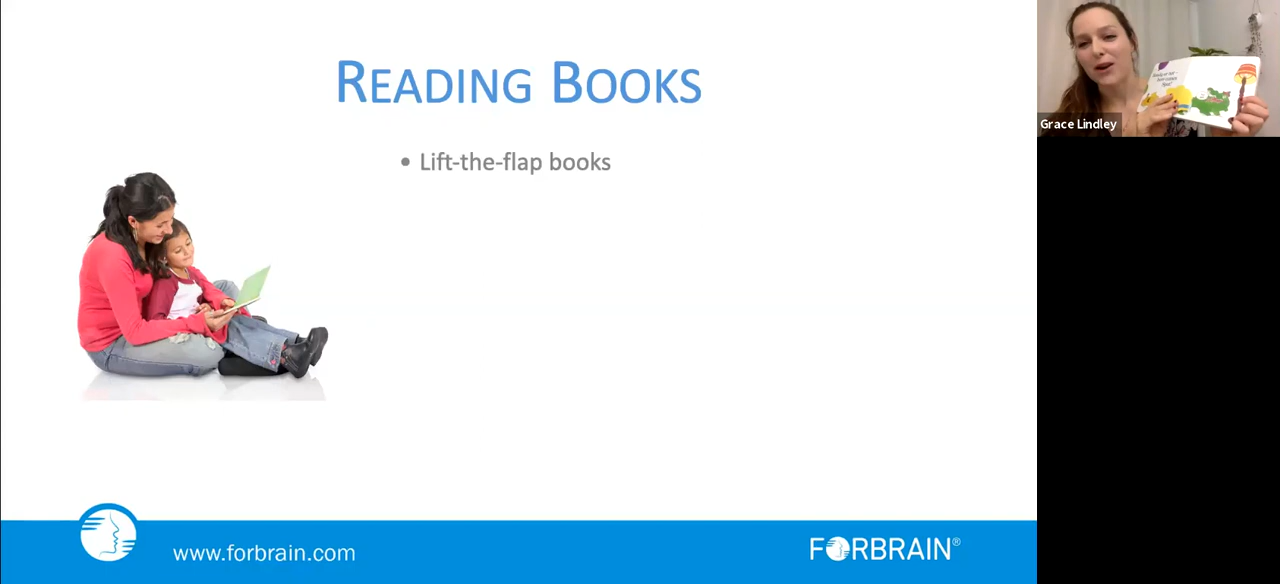 READING BOOKS
• Lift-the-flap books
Grace Lindley
www.forbrain.com
FORBRAIN®